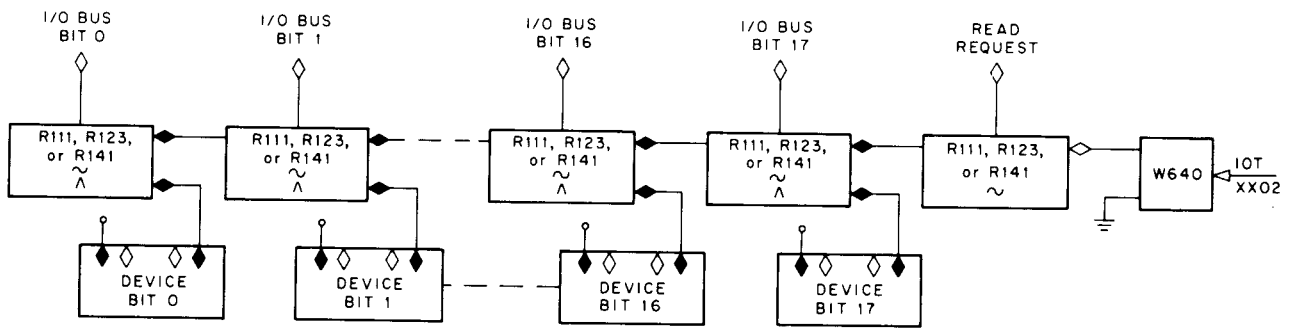 I/O BUS
BIT 0
I/O BUS
BIT 1
I/O BUS
BIT 16
I/O BUS
BIT 17
READ
REQUEST
R111, R123,
or R141
~
Λ
R111, R123,
or R141
~
Λ
R111, R123,
or R141
~
Λ
R111, R123,
or R141
~
Λ
R111, R123,
or R141
~
W640
IOT
XX02
DEVICE
BIT 0
DEVICE
BIT 1
DEVICE
BIT 16
DEVICE
BIT 17